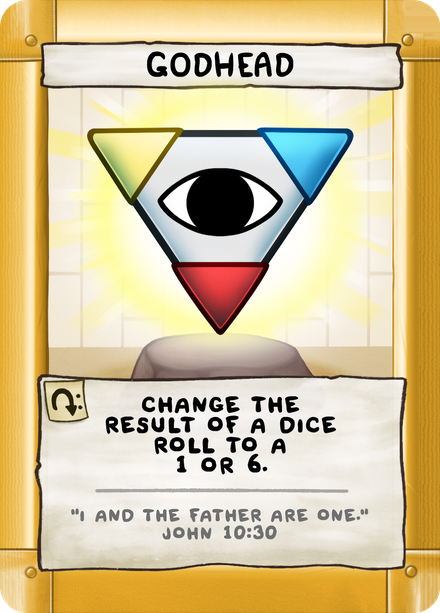 GODHEAD
CHANGE THE
RESULT OF A DICE
ROLL TO A
1 OR 6.
"I AND THE FATHER ARE ONE."
JOHN 10:30